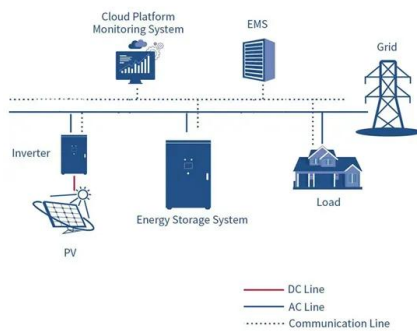 Cloud Platform
Monitoring System
EMS
Grid
Inverter
Energy Storage System
Load
PV
DC Line
AC Line
Communication Line